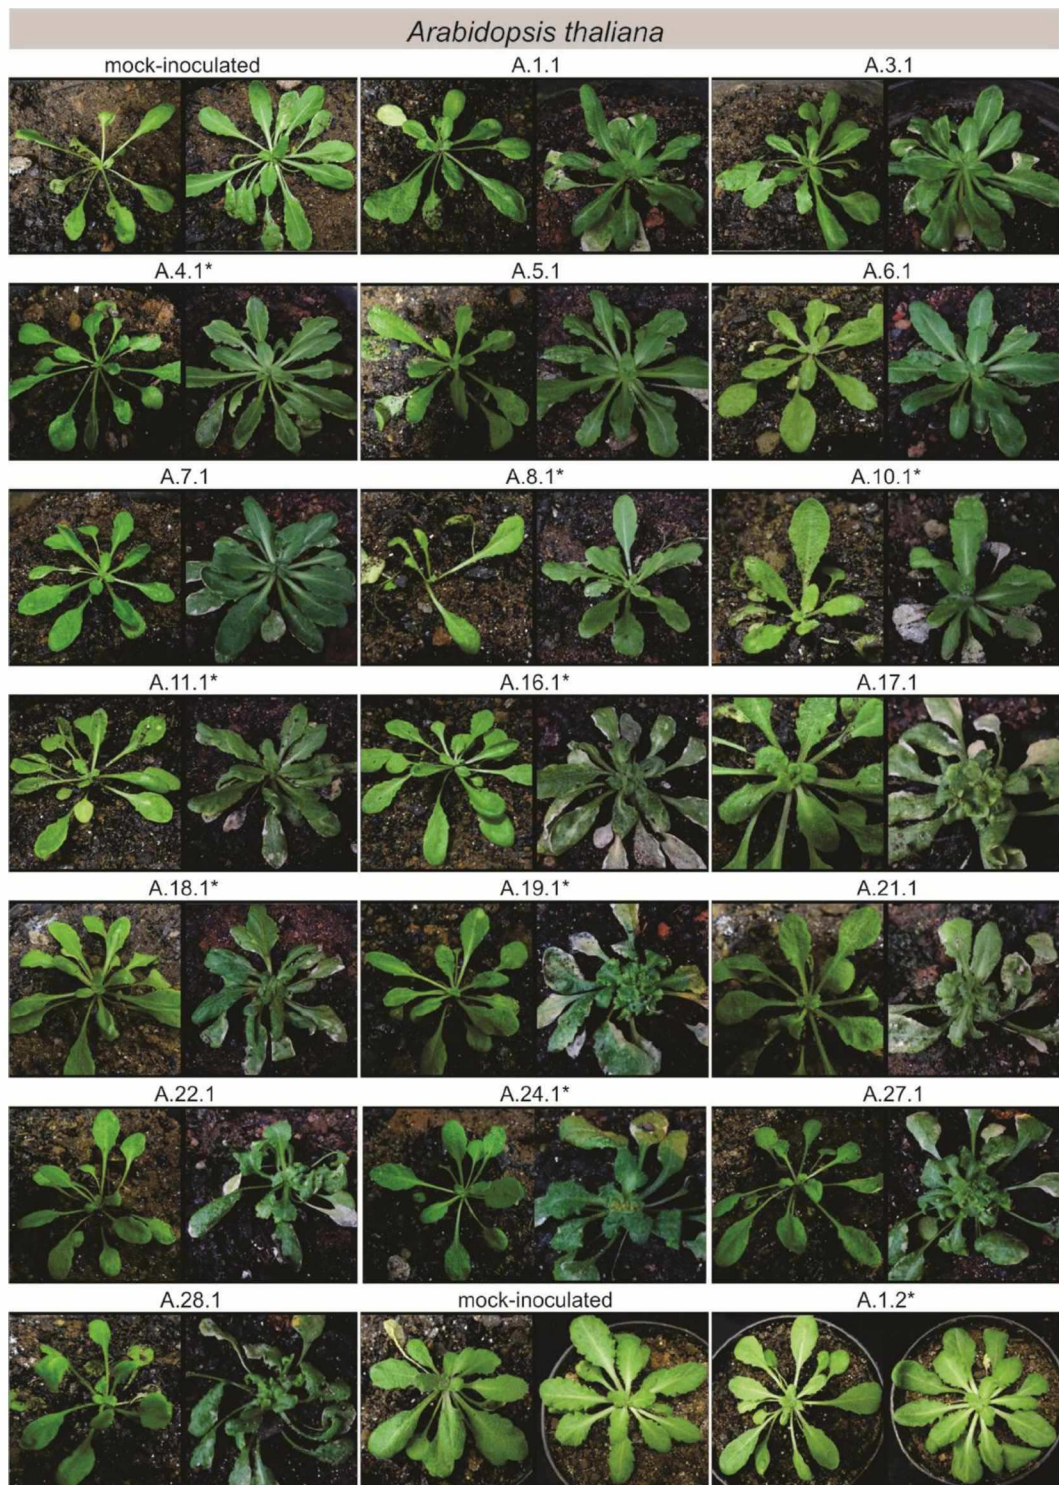 Arabidopsis thaliana
mock-inoculated A.1.1 A.3.1
A.4.1* A.5.1 A.6.1
A.7.1 A.8.1* A.10.1*
A.11.1* A.16.1* A.17.1
A.18.1* A.19.1* A.21.1
A.22.1 A.24.1* A.27.1
A.28.1 mock-inoculated A.1.2*